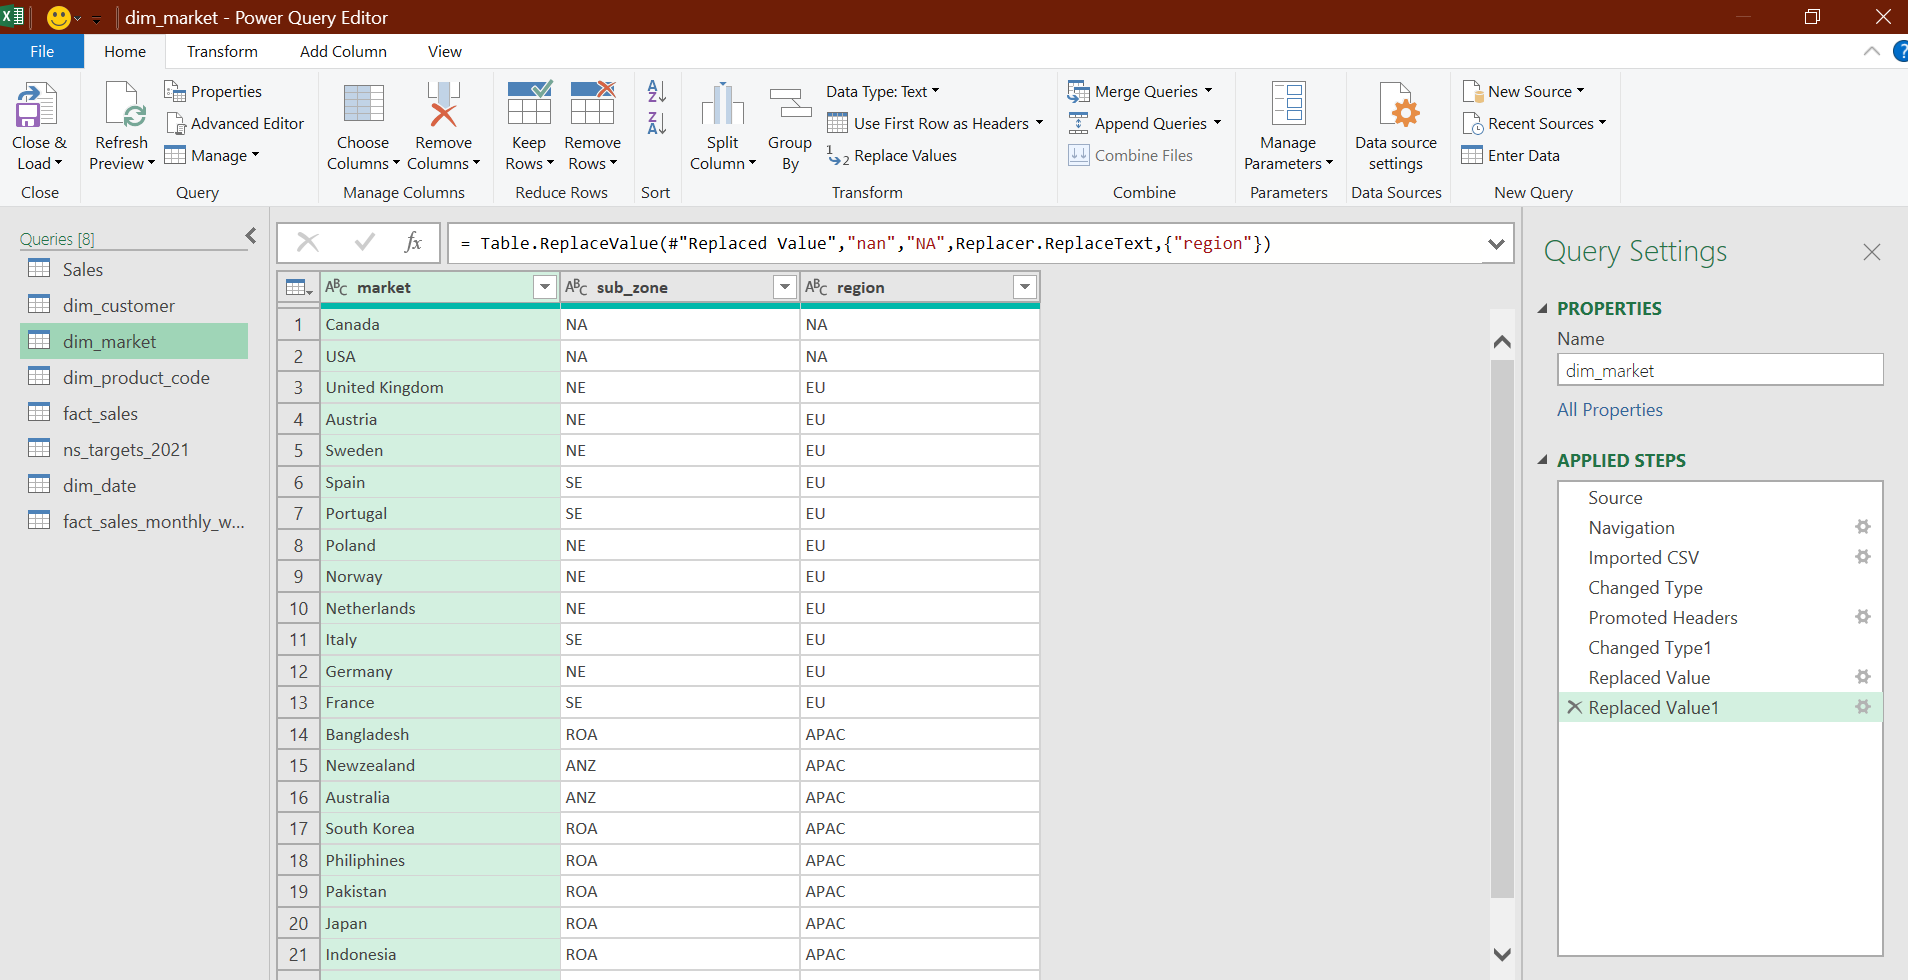 dim_market - Power Query Editor
File Home Transform Add Column View
Close & Load
Close
Refresh Preview
Properties
Advanced Editor
Manage
Query
Choose Columns
Remove Columns
Manage Columns
Keep Rows
Remove Rows
Reduce Rows
A Z
Z A
Sort
Split Column
Group By
Data Type: Text
Use First Row as Headers
1 2 Replace Values
Transform
Merge Queries
Append Queries
Combine Files
Combine
Manage Parameters
Parameters
Data source settings
Data Sources
New Source
Recent Sources
Enter Data
New Query
?
Queries [8]
Sales
dim_customer
dim_market
dim_product_code
fact_sales
ns_targets_2021
dim_date
fact_sales_monthly_w...
fx = Table.ReplaceValue(#"Replaced Value","nan","NA",Replacer.ReplaceText,{"region"})
ABC market ABC sub_zone ABC region
1 Canada NA NA
2 USA NA NA
3 United Kingdom NE EU
4 Austria NE EU
5 Sweden NE EU
6 Spain SE EU
7 Portugal SE EU
8 Poland NE EU
9 Norway NE EU
10 Netherlands NE EU
11 Italy SE EU
12 Germany NE EU
13 France SE EU
14 Bangladesh ROA APAC
15 Newzealand ANZ APAC
16 Australia ANZ APAC
17 South Korea ROA APAC
18 Philiphines ROA APAC
19 Pakistan ROA APAC
20 Japan ROA APAC
21 Indonesia ROA APAC
Query Settings
PROPERTIES
Name
dim_market
All Properties
APPLIED STEPS
Source
Navigation
Imported CSV
Changed Type
Promoted Headers
Changed Type1
Replaced Value
Replaced Value1